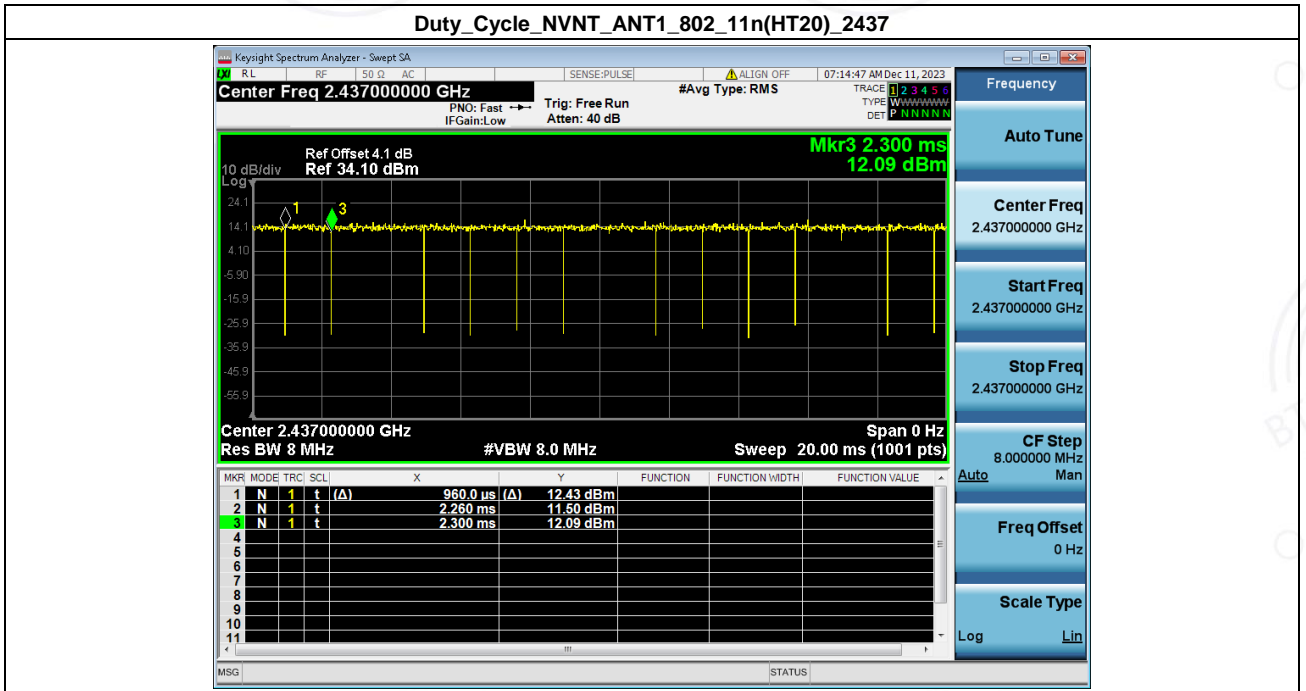 Duty_Cycle_NVNT_ANT1_802_11n(HT20)_2437
Keysight Spectrum Analyzer - Swept SA
LXI RL RF 50 Ω AC SENSE:PULSE ALIGN OFF 07:14:47 AM Dec 11, 2023
Center Freq 2.437000000 GHz #Avg Type: RMS TRACE 1 2 3 4 5 6
PNO: Fast Trig: Free Run TYPE WWWWWW
IFGain:Low Atten: 40 dB DET P N N N N N
Mkr3 2.300 ms
12.09 dBm
Ref Offset 4.1 dB
10 dB/div Ref 34.10 dBm
Log
24.1
14.1
4.10
-5.90
-15.9
-25.9
-35.9
-45.9
-55.9
1
3
Center 2.437000000 GHz Span 0 Hz
Res BW 8 MHz #VBW 8.0 MHz Sweep 20.00 ms (1001 pts)
MKR MODE TRC SCL X Y FUNCTION FUNCTION WIDTH FUNCTION VALUE
1 N 1 t (Δ) 960.0 µs (Δ) 12.43 dBm
2 N 1 t 2.260 ms 11.50 dBm
3 N 1 t 2.300 ms 12.09 dBm
4
5
6
7
8
9
10
11
MSG STATUS
Frequency
Auto Tune
Center Freq
2.437000000 GHz
Start Freq
2.437000000 GHz
Stop Freq
2.437000000 GHz
CF Step
8.000000 MHz
Auto Man
Freq Offset
0 Hz
Scale Type
Log Lin